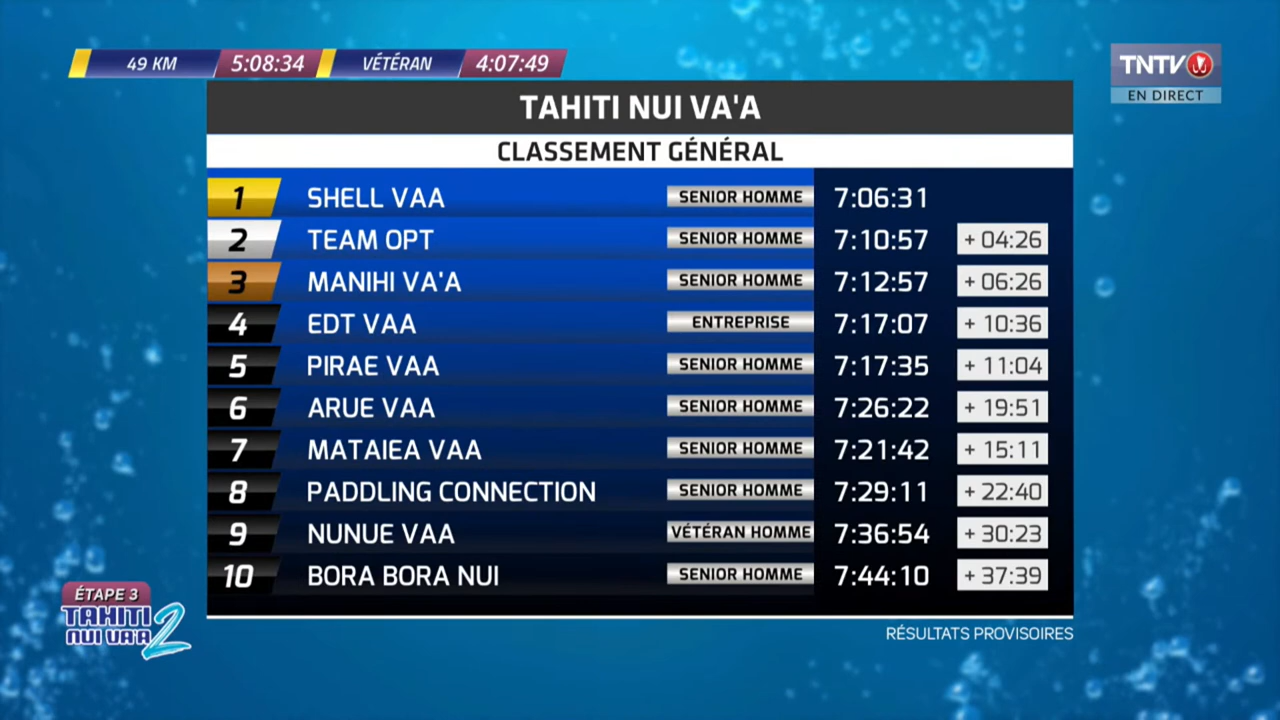 49 KM 5:08:34 VÉTÉRAN 4:07:49
TNTV
EN DIRECT
TAHITI NUI VA'A
CLASSEMENT GÉNÉRAL
1 SHELL VAA SENIOR HOMME 7:06:31
2 TEAM OPT SENIOR HOMME 7:10:57 + 04:26
3 MANIHI VA'A SENIOR HOMME 7:12:57 + 06:26
4 EDT VAA ENTREPRISE 7:17:07 + 10:36
5 PIRAE VAA SENIOR HOMME 7:17:35 + 11:04
6 ARUE VAA SENIOR HOMME 7:26:22 + 19:51
7 MATAIEA VAA SENIOR HOMME 7:21:42 + 15:11
8 PADDLING CONNECTION SENIOR HOMME 7:29:11 + 22:40
9 NUNUE VAA VÉTÉRAN HOMME 7:36:54 + 30:23
10 BORA BORA NUI SENIOR HOMME 7:44:10 + 37:39
ÉTAPE 3
TAHITI
NUI VA'A 2
RÉSULTATS PROVISOIRES